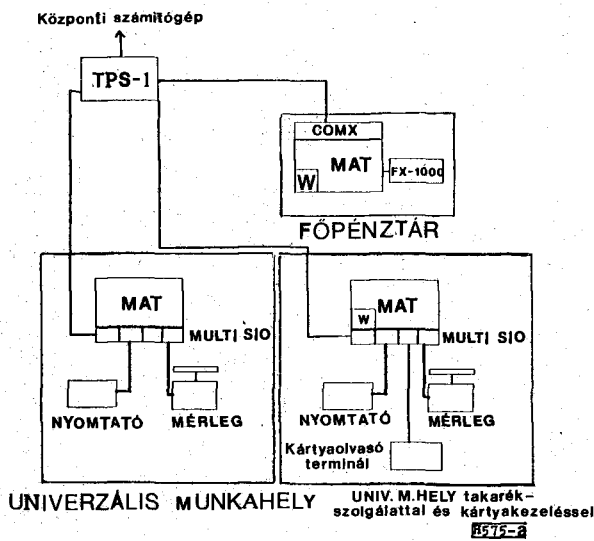 Központi számítógép
TPS-1
COMX
MAT
W
FX-1000
FŐPÉNZTÁR
MAT
MULTI SIO
NYOMTATÓ
MÉRLEG
UNIVERZÁLIS MUNKAHELY
MAT
W
MULTI SIO
NYOMTATÓ
MÉRLEG
Kártyaolvasó
terminál
UNIV. M.HELY takarék-
szolgálattal és kártyakezeléssel
H575-a